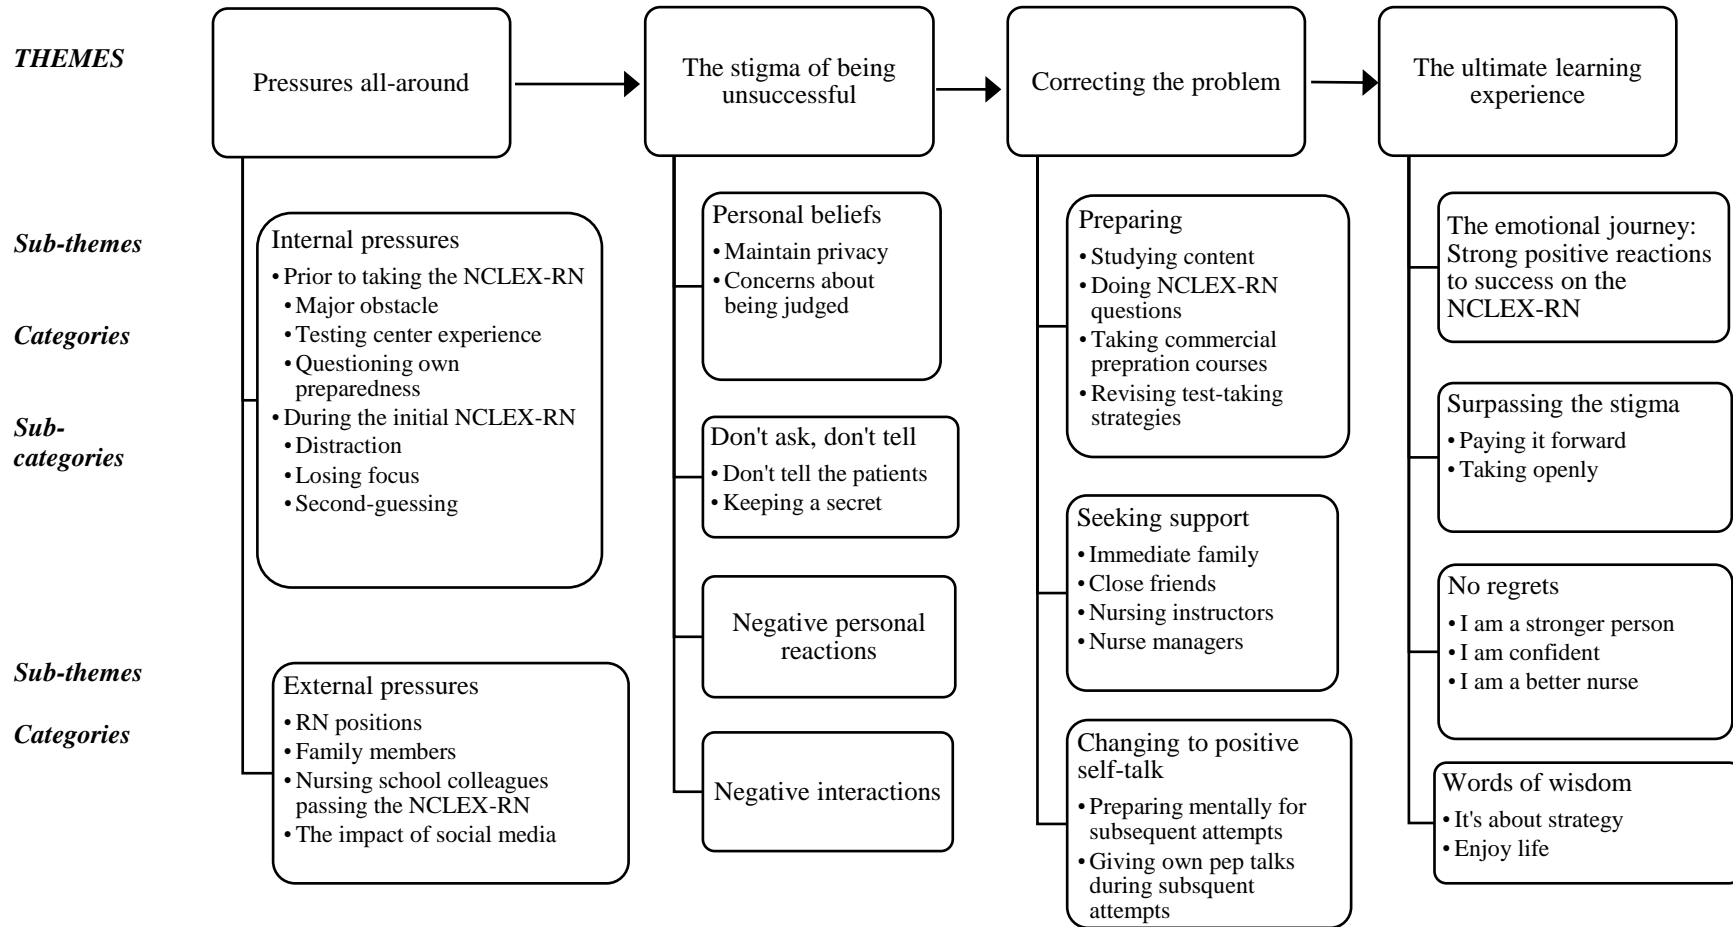 THEMES
Pressures all-around
The stigma of being
unsuccessful
Correcting the problem
The ultimate learning
experience
Sub-themes
Categories
Sub-
categories
Sub-themes
Categories
Internal pressures
• Prior to taking the NCLEX-RN
• Major obstacle
• Testing center experience
• Questioning own
preparedness
• During the initial NCLEX-RN
• Distraction
• Losing focus
• Second-guessing
External pressures
• RN positions
• Family members
• Nursing school colleagues
passing the NCLEX-RN
• The impact of social media
Personal beliefs
• Maintain privacy
• Concerns about
being judged
Don't ask, don't tell
• Don't tell the patients
• Keeping a secret
Negative personal
reactions
Negative interactions
Preparing
• Studying content
• Doing NCLEX-RN
questions
• Taking commercial
prepration courses
• Revising test-taking
strategies
Seeking support
• Immediate family
• Close friends
• Nursing instructors
• Nurse managers
Changing to positive
self-talk
• Preparing mentally for
subsequent attempts
• Giving own pep talks
during subsquent
attempts
The emotional journey:
Strong positive reactions
to success on the
NCLEX-RN
Surpassing the stigma
• Paying it forward
• Taking openly
No regrets
• I am a stronger person
• I am confident
• I am a better nurse
Words of wisdom
• It's about strategy
• Enjoy life